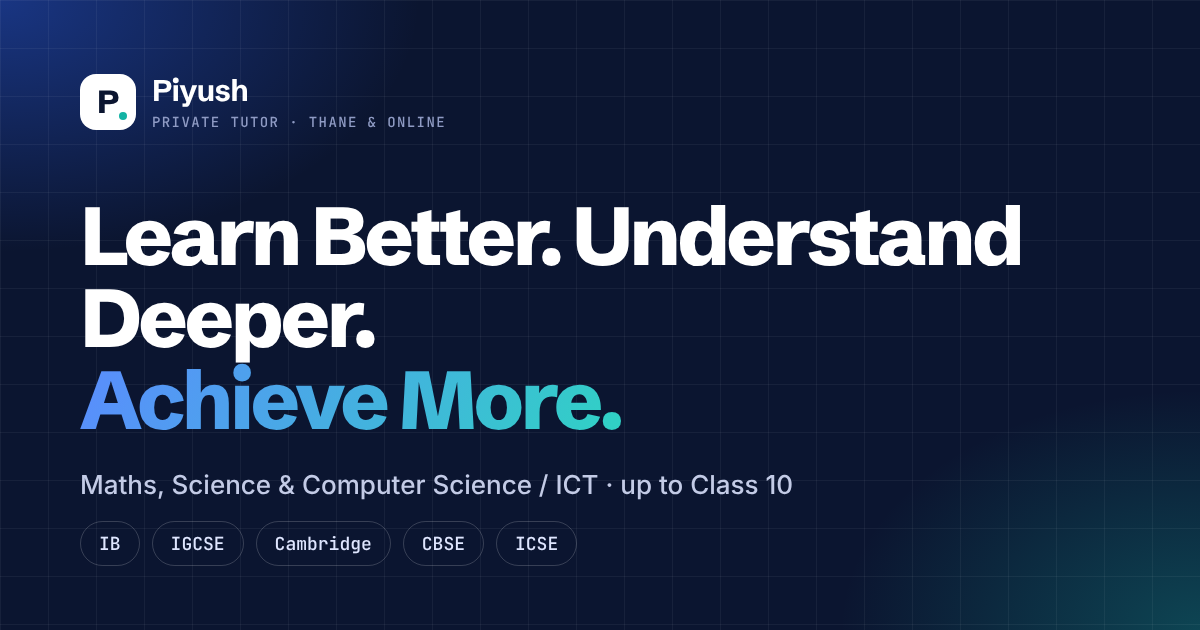 P.
Piyush
PRIVATE TUTOR · THANE & ONLINE
Learn Better. Understand
Deeper.
Achieve More.
Maths, Science & Computer Science / ICT · up to Class 10
IB IGCSE Cambridge CBSE ICSE